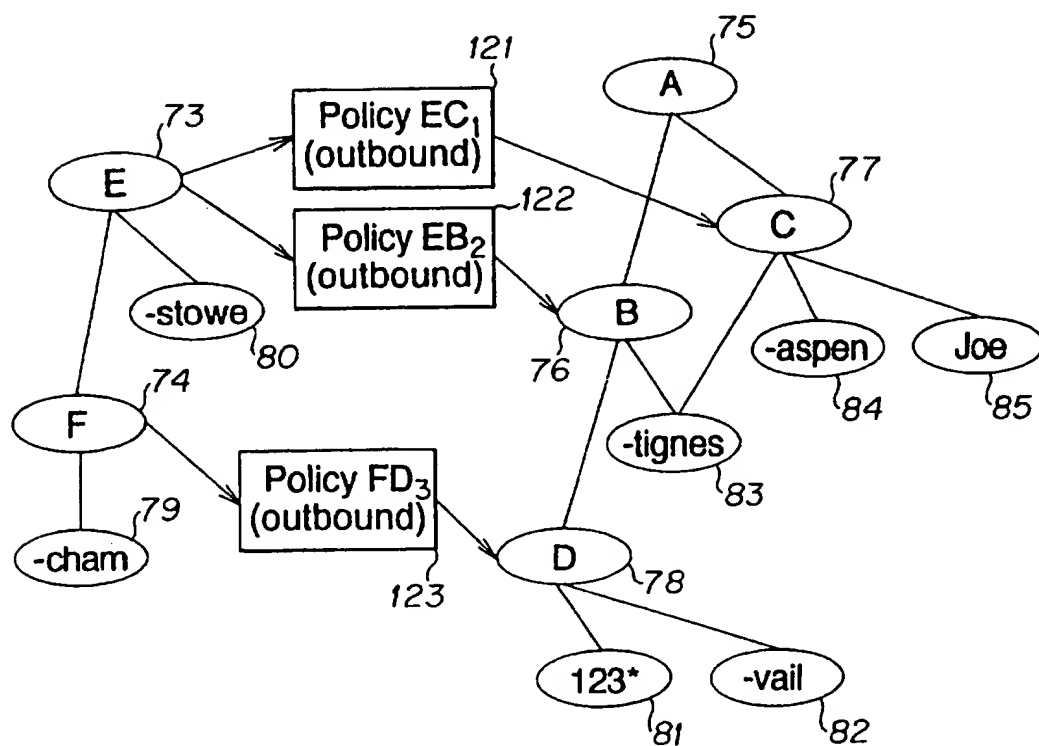 75
A
121
Policy EC₁
(outbound)
73
E
122
Policy EB₂
(outbound)
77
C
-stowe
80
B
76
-aspen
84
Joe
85
74
F
-tignes
83
Policy FD₃
(outbound)
123
79
-cham
D
78
123*
81
-vail
82